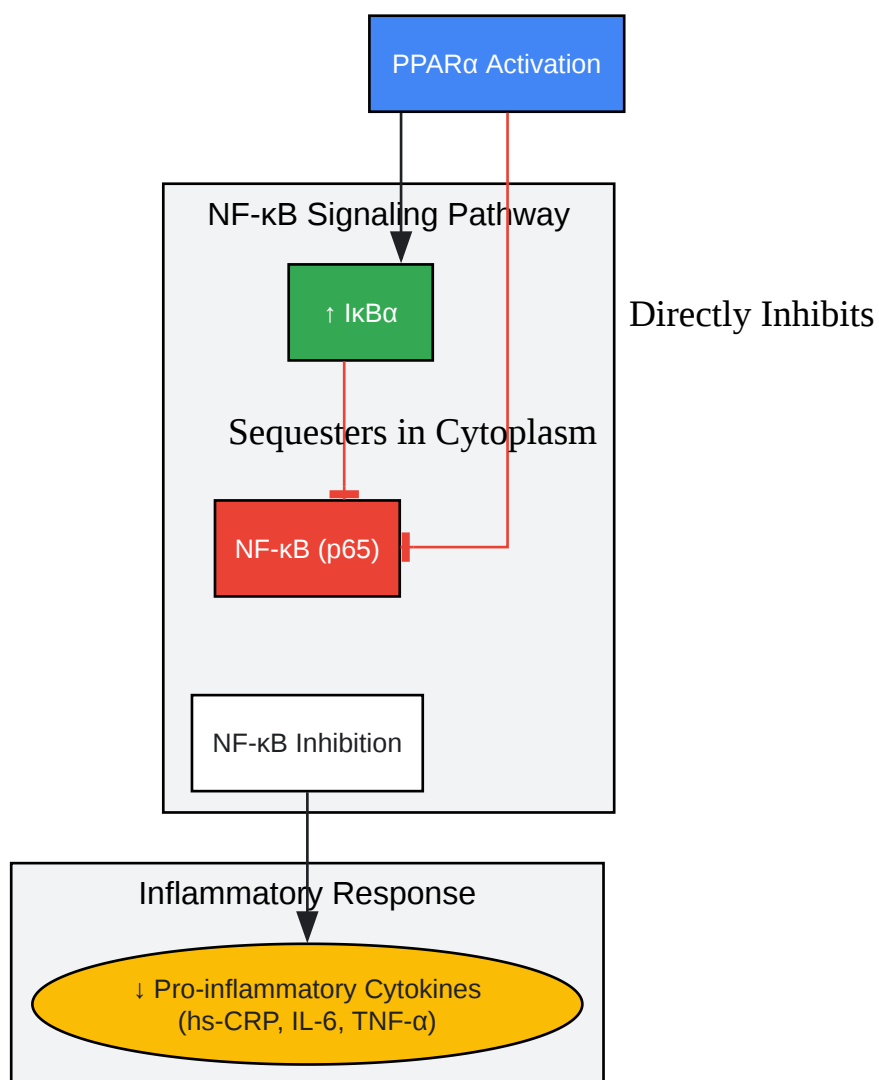 PPARα Activation
NF-κB Signaling Pathway
↑ IκBα
Directly Inhibits
Sequesters in Cytoplasm
NF-κB (p65)
NF-κB Inhibition
Inflammatory Response
↓ Pro-inflammatory Cytokines
(hs-CRP, IL-6, TNF-α)